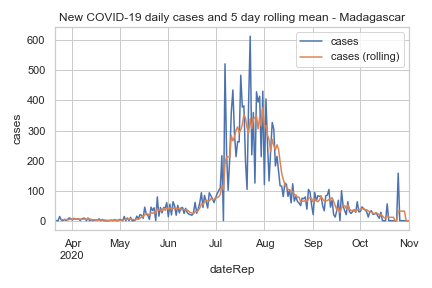 New COVID-19 daily cases and 5 day rolling mean - Madagascar
cases
cases (rolling)
600
500
400
300
200
100
0
cases
Apr May Jun Jul Aug Sep Oct Nov
2020
dateRep